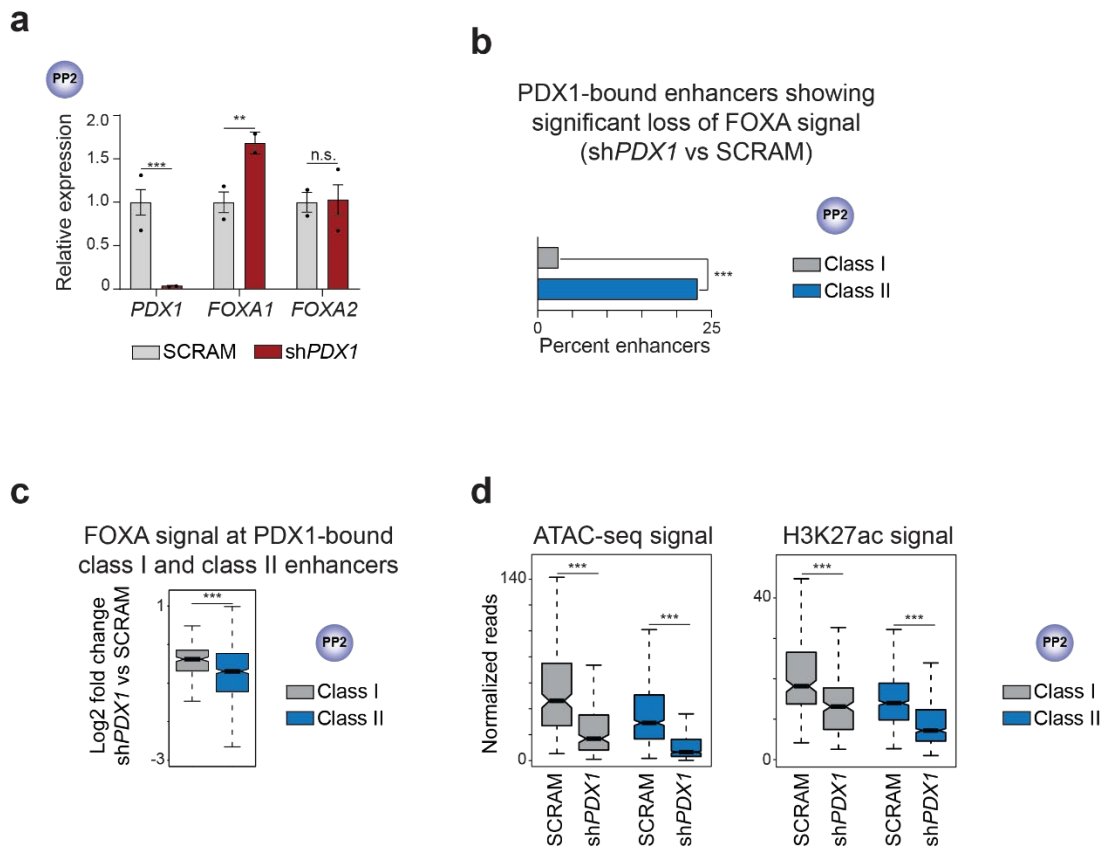 a
PP2
Relative expression
2.0
1.5
1.0
0.5
0
***
**
n.s.
PDX1 FOXA1 FOXA2
SCRAM shPDX1
b
PDX1-bound enhancers showing
significant loss of FOXA signal
(shPDX1 vs SCRAM)
PP2
***
Class I
Class II
0 25
Percent enhancers
c
FOXA signal at PDX1-bound
class I and class II enhancers
Log2 fold change
shPDX1 vs SCRAM
1
-3
***
PP2
Class I
Class II
d
ATAC-seq signal
Normalized reads
140
0
***
***
SCRAM
shPDX1
SCRAM
shPDX1
H3K27ac signal
40
0
***
***
SCRAM
shPDX1
SCRAM
shPDX1
PP2
Class I
Class II